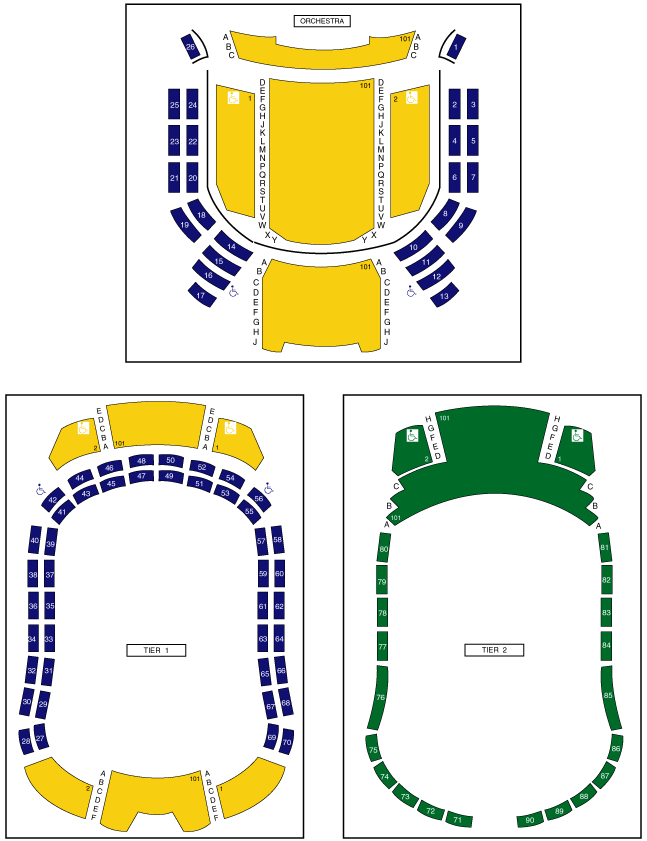 ORCHESTRA
26 A B C 101 A B C 1
D E F G H J K L M N P Q R S T U V W X Y
D E F G H J K L M N P Q R S T U V W X Y
1 101 2
25 24 2 3
23 22 4 5
21 20 6 7
19 18 8 9
14 10
15 11
16 12
17 13
A B C D E F G H J
101
A B C D E F G H J
E D C B A
101
E D C B A
2 1
42 44 46 48 50 52 54 56
41 43 45 47 49 51 53 55
40 39 57 58
38 37 59 60
36 35 61 62
34 33 63 64
TIER 1
32 31 65 66
30 29 67 68
28 27 69 70
2 101 1
A B C D E F
A B C D E F
H G F E D C B A
101
H G F E D C B A
2 1
101
80 81
79 82
78 83
77 84
TIER 2
76 85
75 86
74 87
73 88
72 89
71 90